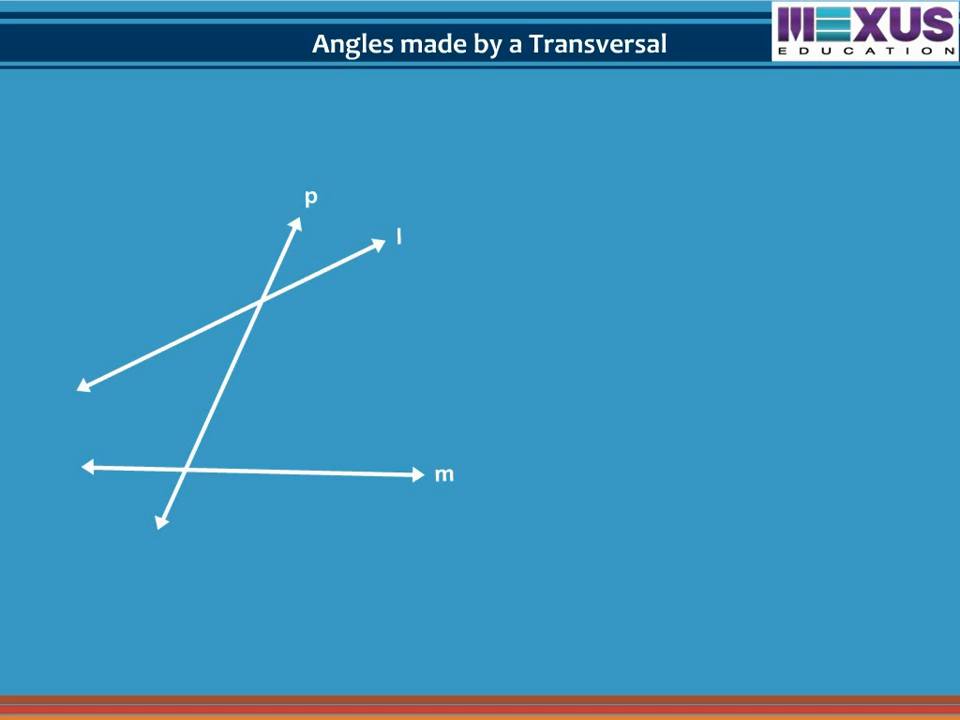 Angles made by a Transversal
MEXUS
EDUCATION
p
l
m